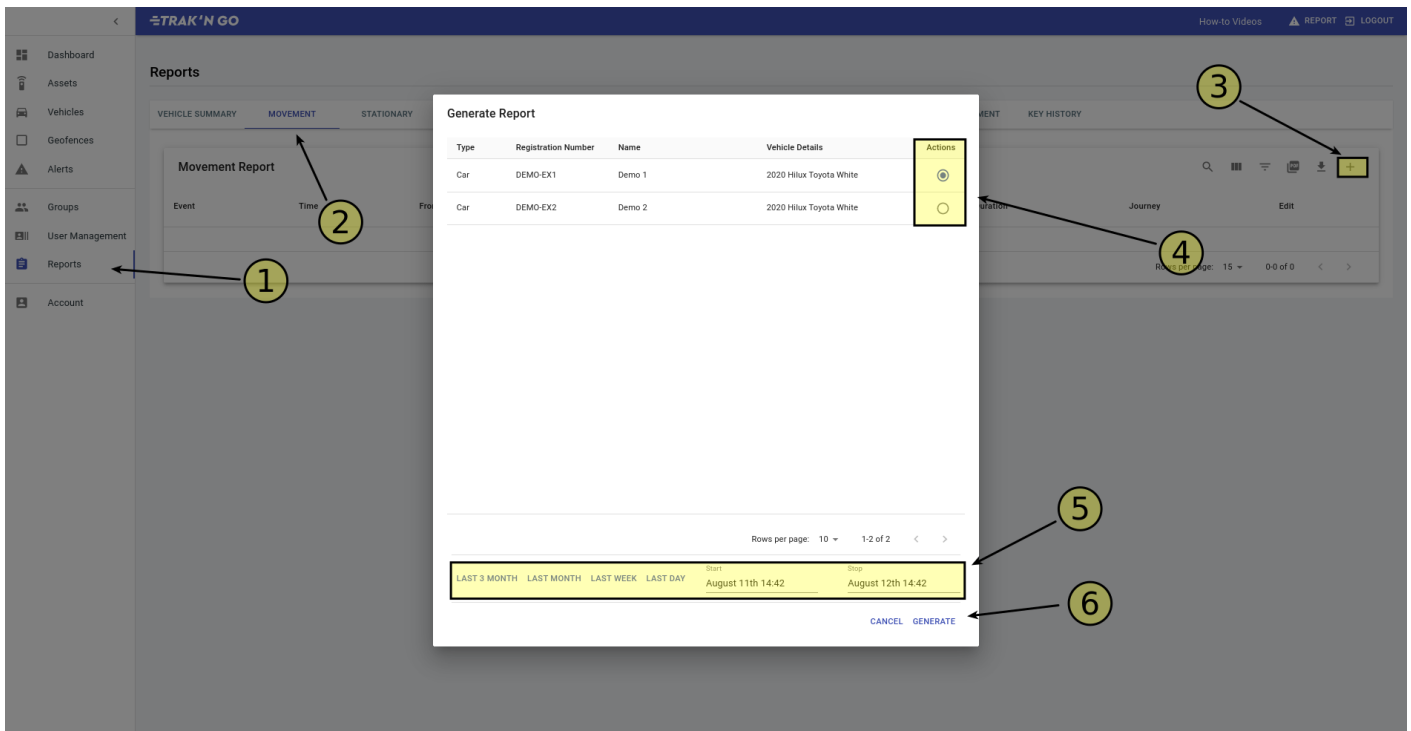 TRAK'N GO
How-to Videos
REPORT
LOGOUT
Dashboard
Assets
Vehicles
Geofences
Alerts
Groups
User Management
Reports
Account
Reports
VEHICLE SUMMARY MOVEMENT STATIONARY KEY HISTORY
Movement Report
Event Time Journey Edit
Rows per page: 15 0-0 of 0
Generate Report
Type Registration Number Name Vehicle Details Actions
Car DEMO-EX1 Demo 1 2020 Hilux Toyota White
Car DEMO-EX2 Demo 2 2020 Hilux Toyota White
Rows per page: 10 1-2 of 2
Start Stop
LAST 3 MONTH LAST MONTH LAST WEEK LAST DAY August 11th 14:42 August 12th 14:42
CANCEL GENERATE
1
2
3
4
5
6